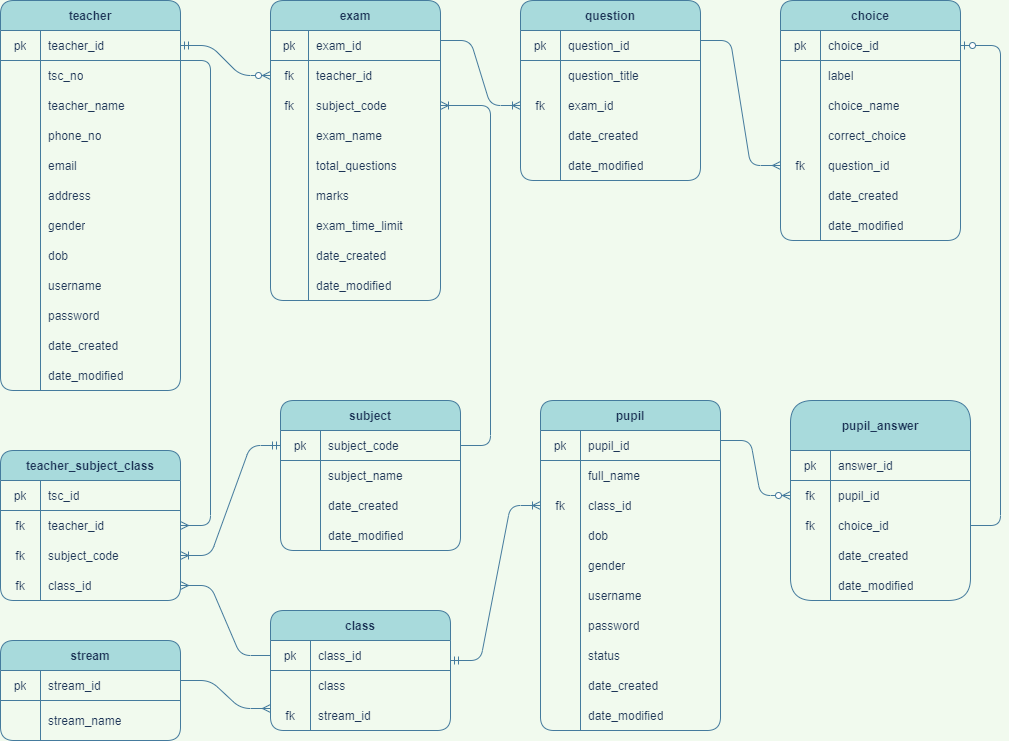 teacher
pk teacher_id
tsc_no
teacher_name
phone_no
email
address
gender
dob
username
password
date_created
date_modified
exam
pk exam_id
fk teacher_id
fk subject_code
exam_name
total_questions
marks
exam_time_limit
date_created
date_modified
question
pk question_id
question_title
fk exam_id
date_created
date_modified
choice
pk choice_id
label
choice_name
correct_choice
fk question_id
date_created
date_modified
teacher_subject_class
pk tsc_id
fk teacher_id
fk subject_code
fk class_id
subject
pk subject_code
subject_name
date_created
date_modified
pupil
pk pupil_id
full_name
fk class_id
dob
gender
username
password
status
date_created
date_modified
pupil_answer
pk answer_id
fk pupil_id
fk choice_id
date_created
date_modified
stream
pk stream_id
stream_name
class
pk class_id
class
fk stream_id